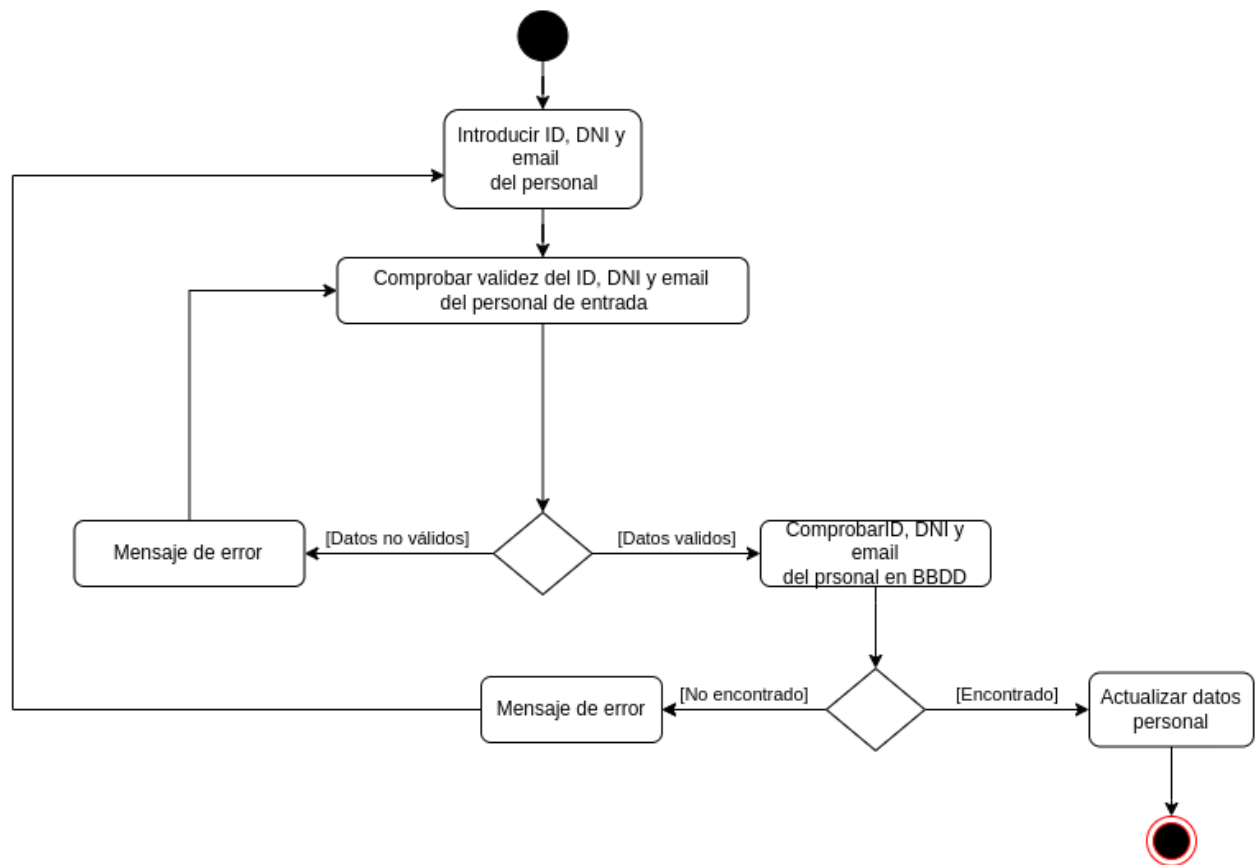 Introducir ID, DNI y
email
del personal
Comprobar validez del ID, DNI y email
del personal de entrada
Mensaje de error
[Datos no válidos]
[Datos validos]
ComprobarID, DNI y
email
del prsonal en BBDD
Mensaje de error
[No encontrado]
[Encontrado]
Actualizar datos
personal